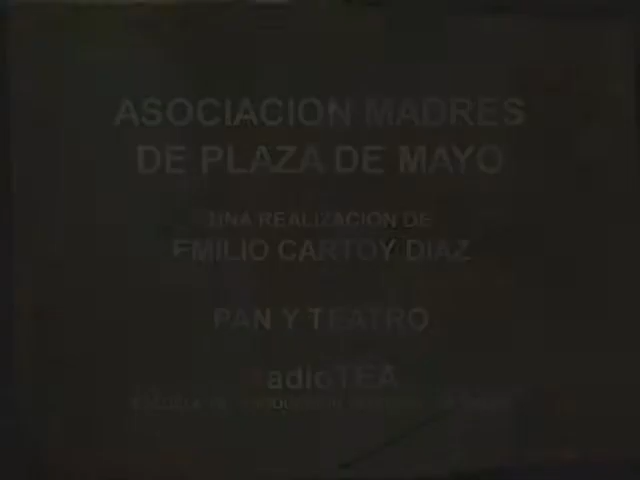 ASOCIACION MADRES
DE PLAZA DE MAYO
UNA REALIZACION DE
EMILIO CARTOY DIAZ
PAN Y TEATRO
RadioTEA